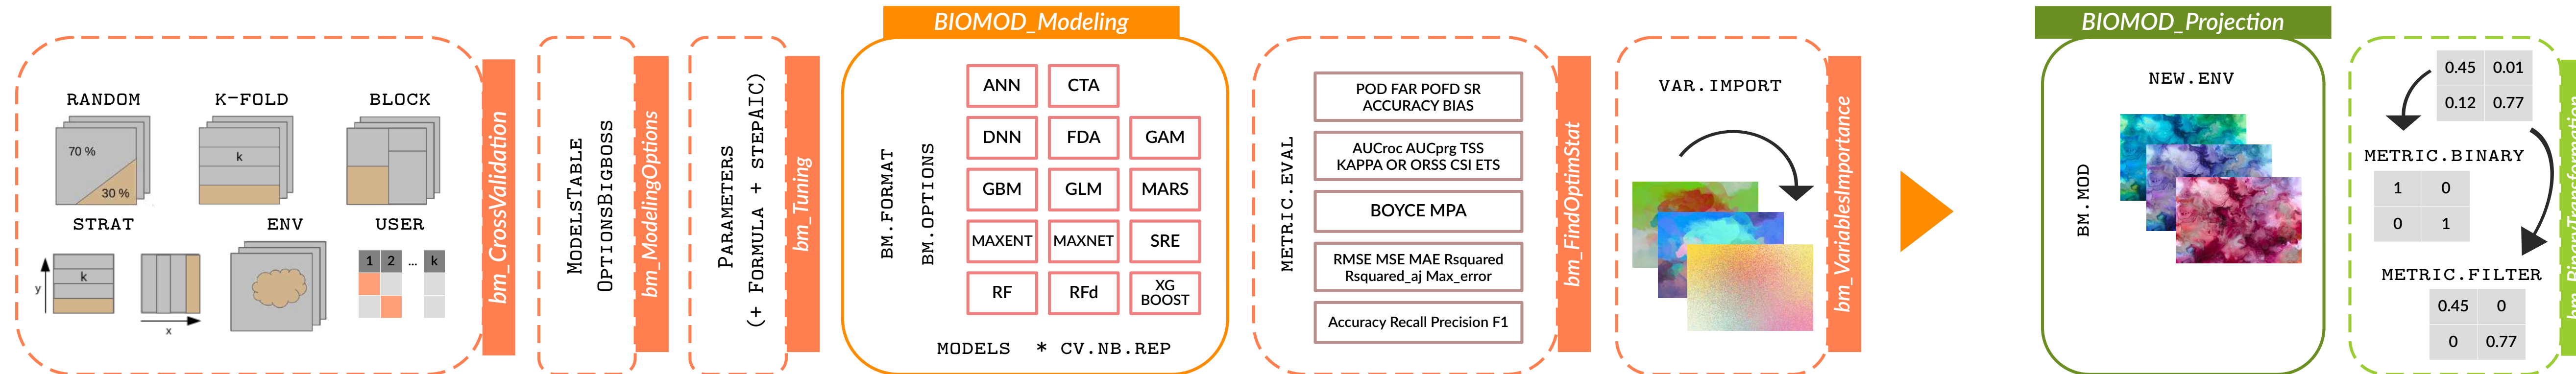 RANDOM
K-FOLD
BLOCK
70 %
30 %
k
STRAT
ENV
USER
k
y
x
1 2 ... k
bm_CrossValidation
MODELSTABLE
OPTIONSBIGBOSS
bm_ModelingOptions
PARAMETERS
(+ FORMULA + STEPAIC)
bm_Tuning
BIOMOD_Modeling
BM.FORMAT
BM.OPTIONS
ANN
CTA
DNN
FDA
GAM
GBM
GLM
MARS
MAXENT
MAXNET
SRE
RF
RFd
XG
BOOST
MODELS * CV.NB.REP
METRIC.EVAL
POD FAR POFD SR
ACCURACY BIAS
AUCroc AUCprg TSS
KAPPA OR ORSS CSI ETS
BOYCE MPA
RMSE MSE MAE Rsquared
Rsquared_aj Max_error
Accuracy Recall Precision F1
bm_FindOptimStat
VAR.IMPORT
bm_VariablesImportance
BIOMOD_Projection
BM.MOD
NEW.ENV
0.45 0.01
0.12 0.77
METRIC.BINARY
1 0
0 1
METRIC.FILTER
0.45 0
0 0.77